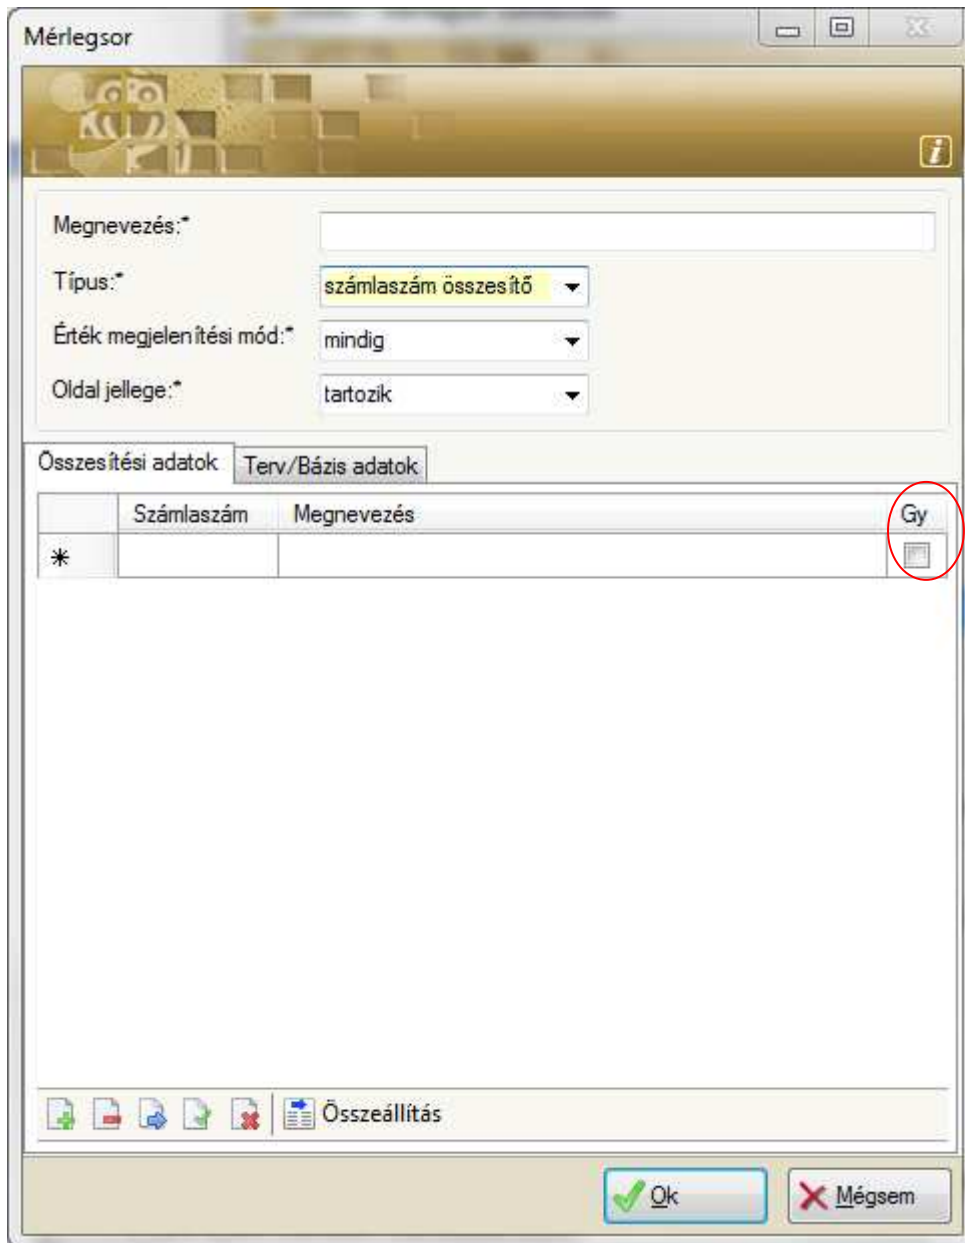 Mérlegsor
Megnevezés:*
Típus:* számlaszám összesítő
Érték megjelenítési mód:* mindig
Oldal jellege:* tartozik
Összesítési adatok Terv/Bázis adatok
Számlaszám Megnevezés Gy
Összeállítás
Ok Mégsem